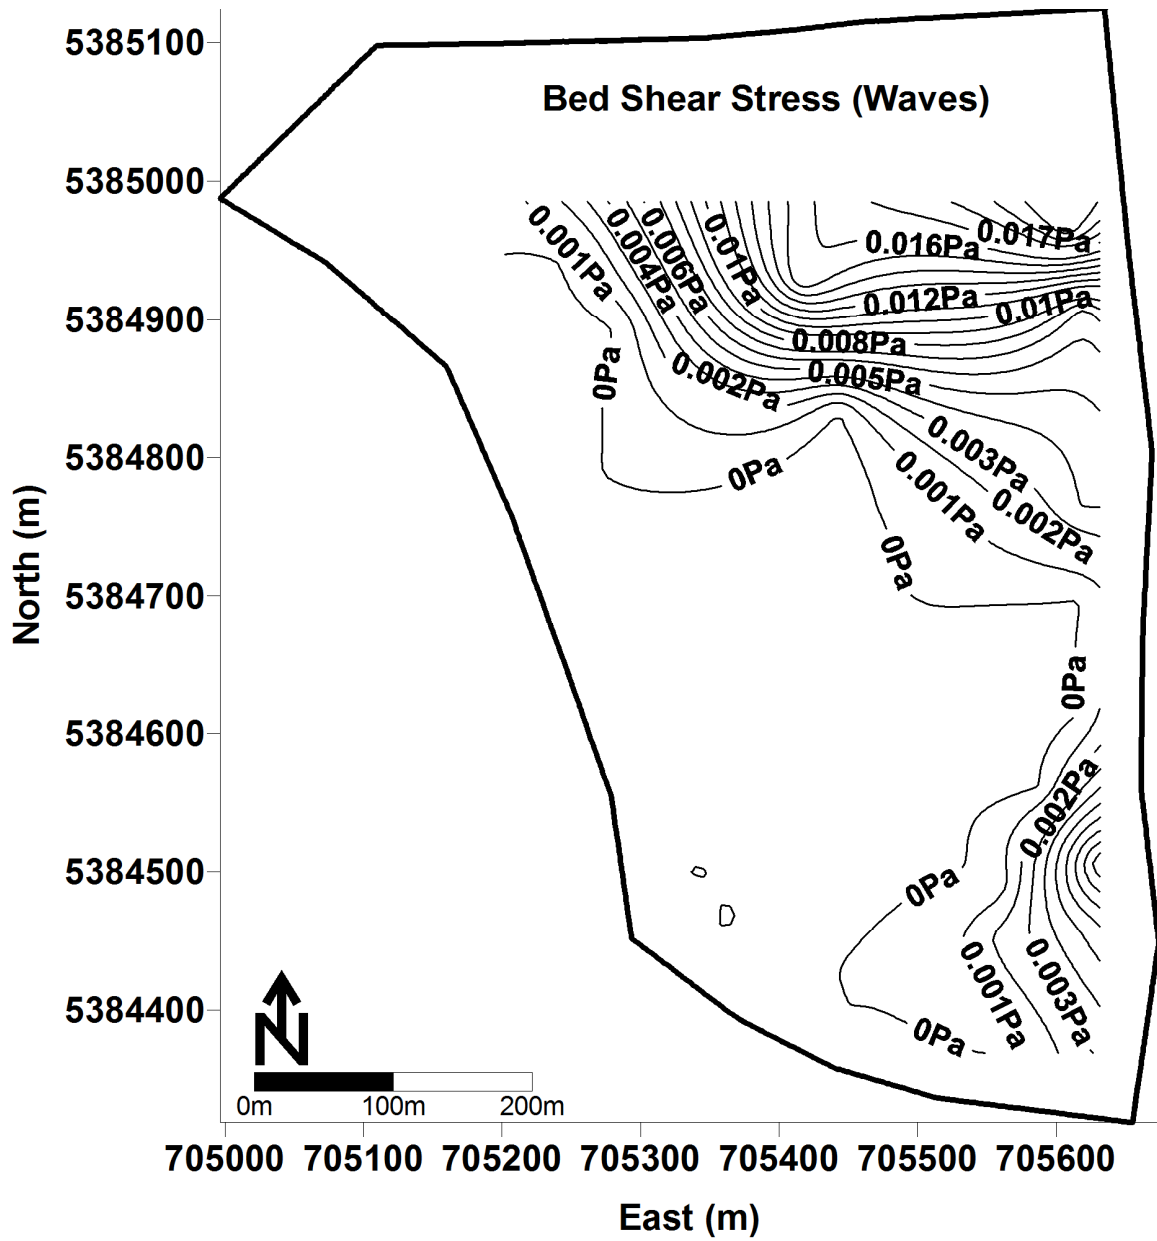 Bed Shear Stress (Waves)
5385100
5385000
5384900
5384800
5384700
5384600
5384500
5384400
North (m)
0.001Pa
0.004Pa
0.006Pa
0.01Pa
0.016Pa
0.017Pa
0.012Pa
0.01Pa
0.008Pa
0.005Pa
0.002Pa
0Pa
0Pa
0.003Pa
0.001Pa
0.002Pa
0Pa
0Pa
0.002Pa
0Pa
0.001Pa
0.003Pa
0Pa
N
0m 100m 200m
705000 705100 705200 705300 705400 705500 705600
East (m)